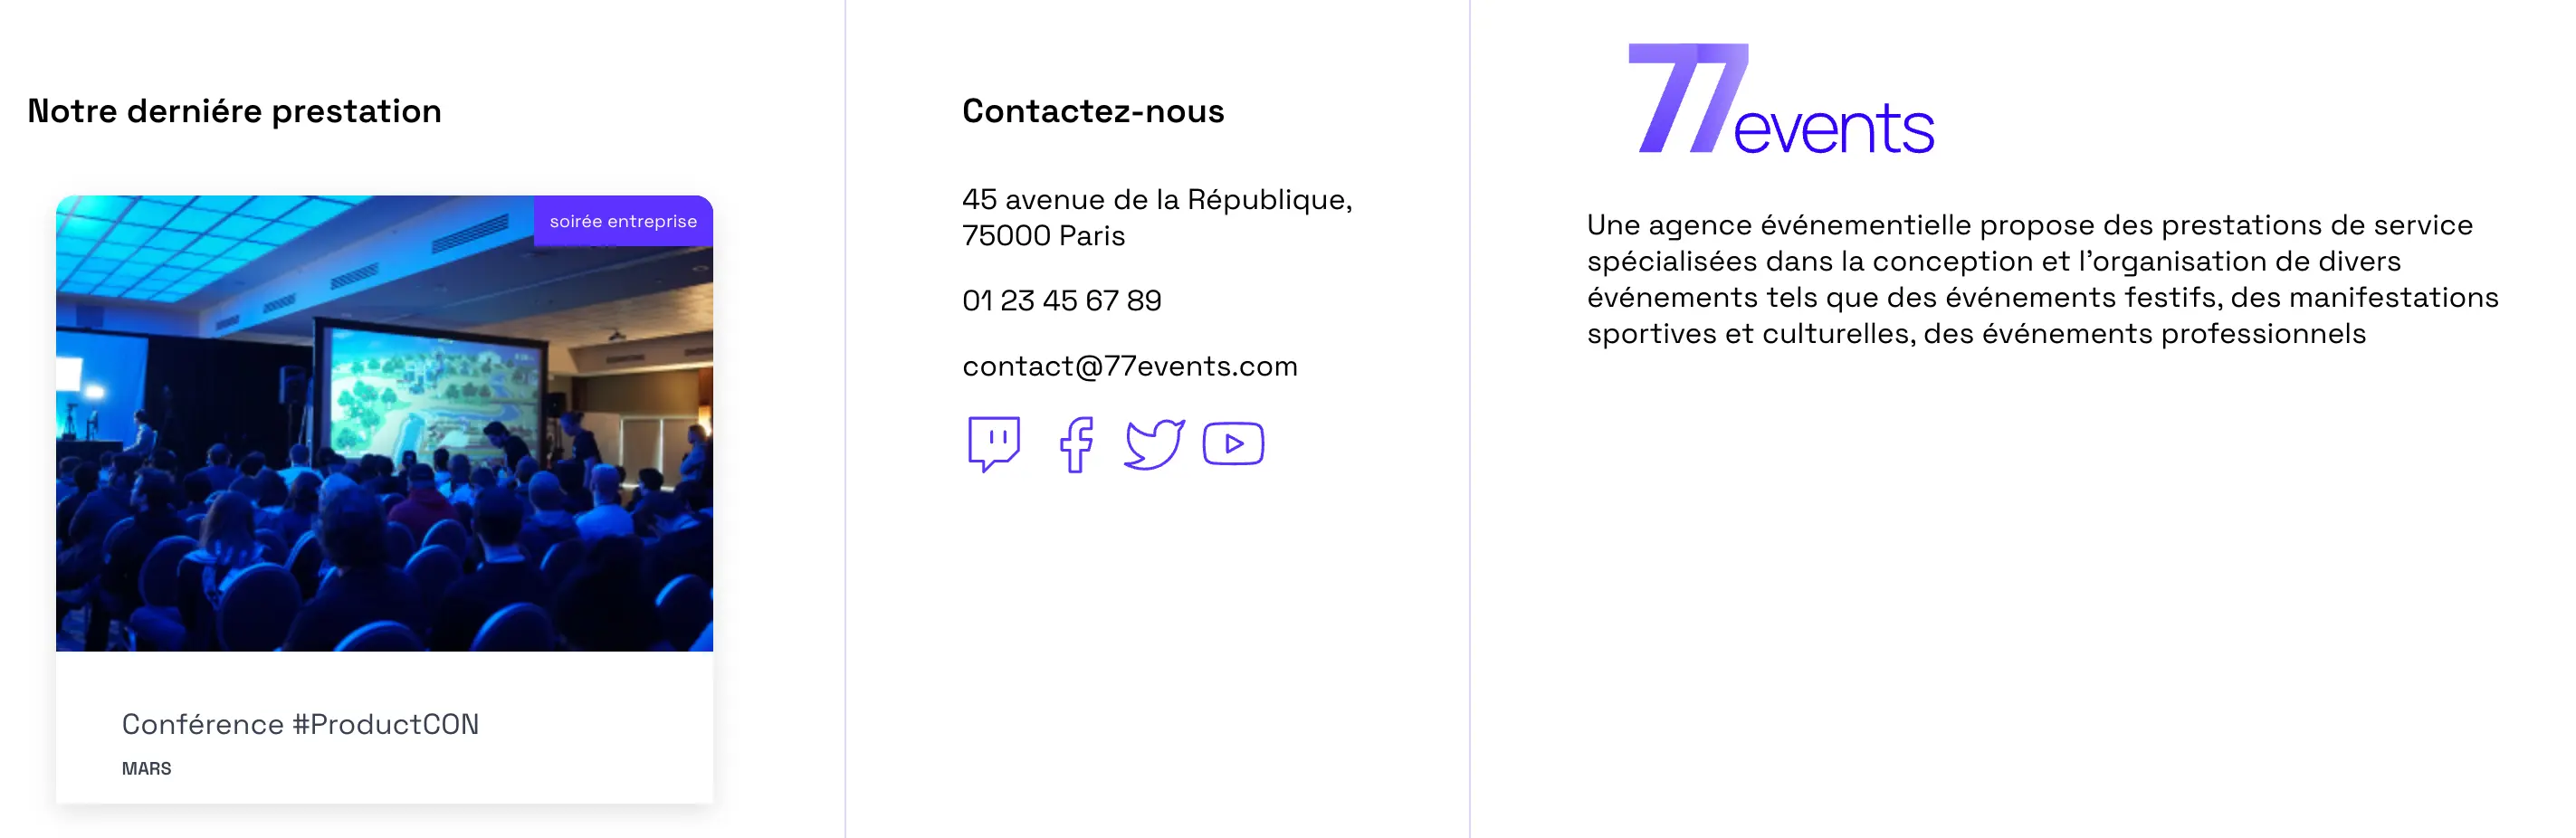 Notre derniére prestation
soirée entreprise
Conférence #ProductCON
MARS
Contactez-nous
45 avenue de la République,
75000 Paris
01 23 45 67 89
contact@77events.com
77events
Une agence événementielle propose des prestations de service
spécialisées dans la conception et l’organisation de divers
événements tels que des événements festifs, des manifestations
sportives et culturelles, des événements professionnels